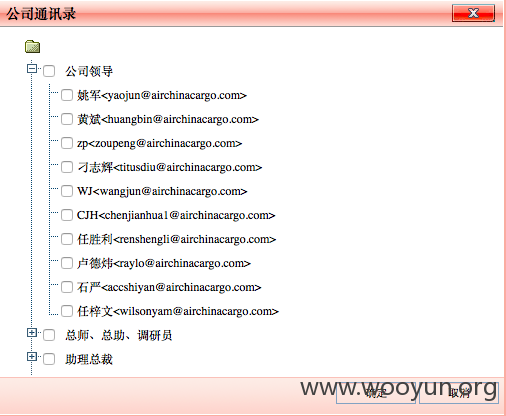 公司通讯录
公司领导
姚军<yaojun@airchinacargo.com>
黄斌<huangbin@airchinacargo.com>
zp<zoupeng@airchinacargo.com>
刁志辉<titusdiu@airchinacargo.com>
WJ<wangjun@airchinacargo.com>
CJH<chenjianhua1@airchinacargo.com>
任胜利<renshengli@airchinacargo.com>
卢德炜<raylo@airchinacargo.com>
石严<accshiyan@airchinacargo.com>
任梓文<wilsonyam@airchinacargo.com>
总师、总助、调研员
助理总裁
确定 取消
www.wooyun.org